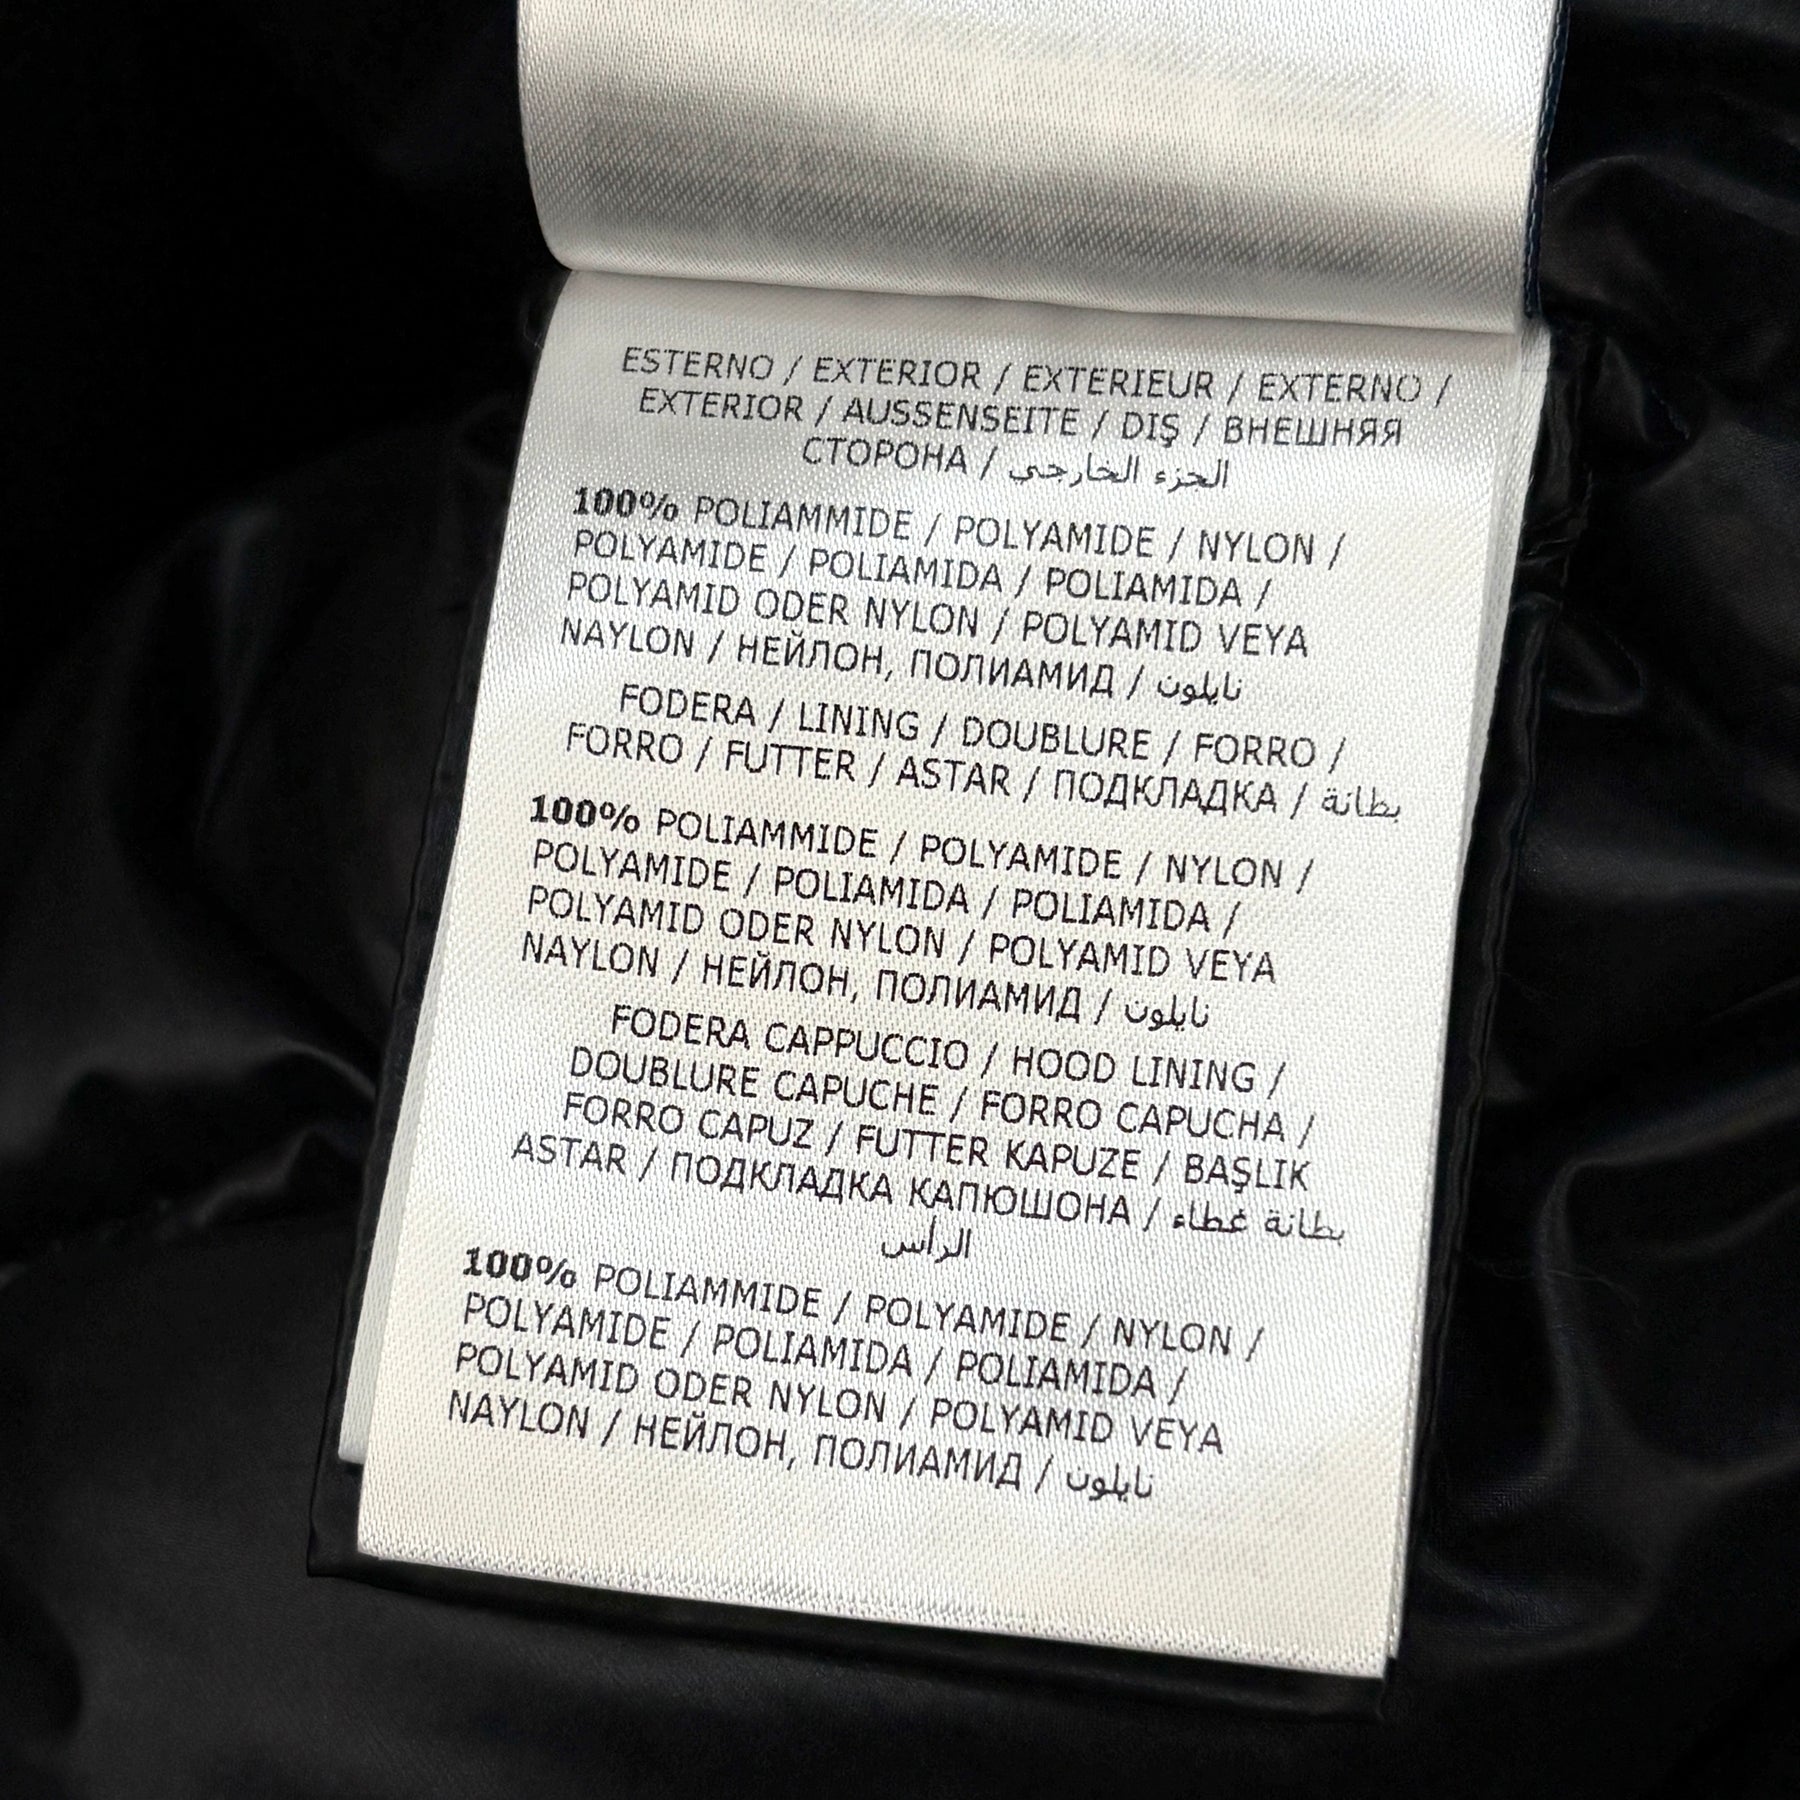 ESTERNO / EXTERIOR / EXTERIEUR / EXTERNO /
EXTERIOR / AUSSENSEITE / DIŞ / ВНЕШНЯЯ
СТОРОНА / الجزء الخارجي
100% POLIAMMIDE / POLYAMIDE / NYLON /
POLYAMIDE / POLIAMIDA / POLIAMIDA /
POLYAMID ODER NYLON / POLYAMID VEYA
NAYLON / НЕЙЛОН, ПОЛИАМИД / نايلون
FODERA / LINING / DOUBLURE / FORRO /
FORRO / FUTTER / ASTAR / ПОДКЛАДКА / بطانة
100% POLIAMMIDE / POLYAMIDE / NYLON /
POLYAMIDE / POLIAMIDA / POLIAMIDA /
POLYAMID ODER NYLON / POLYAMID VEYA
NAYLON / НЕЙЛОН, ПОЛИАМИД / نايلون
FODERA CAPPUCCIO / HOOD LINING /
DOUBLURE CAPUCHE / FORRO CAPUCHA /
FORRO CAPUZ / FUTTER KAPUZE / BAŞLIK
ASTAR / ПОДКЛАДКА КАПЮШОНА / بطانة غطاء
الرأس
100% POLIAMMIDE / POLYAMIDE / NYLON /
POLYAMIDE / POLIAMIDA / POLIAMIDA /
POLYAMID ODER NYLON / POLYAMID VEYA
NAYLON / НЕЙЛОН, ПОЛИАМИД / نايلون